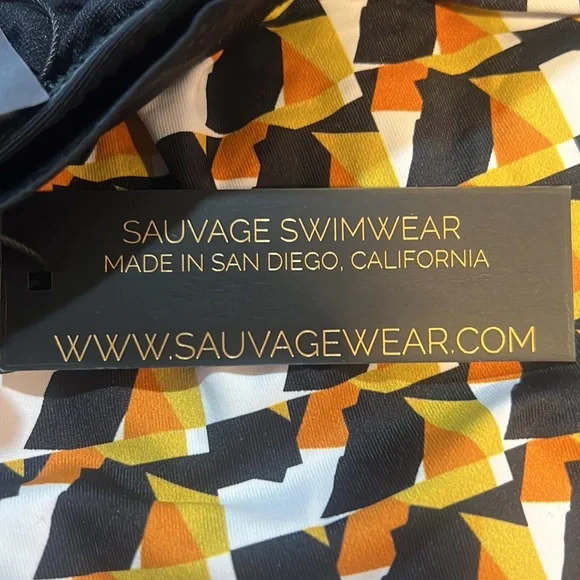 SAUVAGE SWIMWEAR
MADE IN SAN DIEGO, CALIFORNIA
WWW.SAUVAGEWEAR.COM